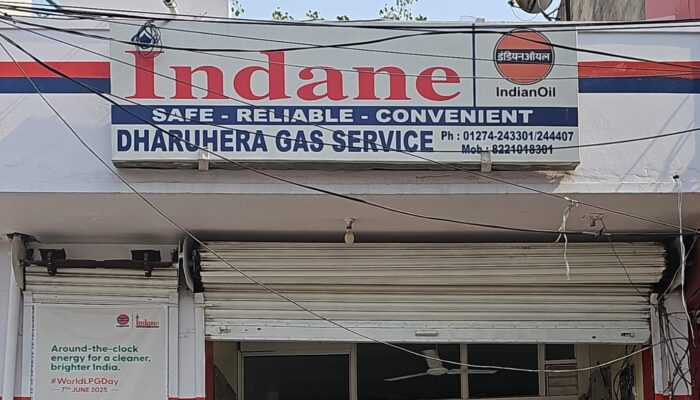 Indane
इंडियनऑयल
IndianOil
SAFE - RELIABLE - CONVENIENT
DHARUHERA GAS SERVICE
Ph : 01274-243301/244407
Mob : 8221018301
Indane
Around-the-clock
energy for a cleaner,
brighter India.
#WorldLPGDay
7TH JUNE 2025